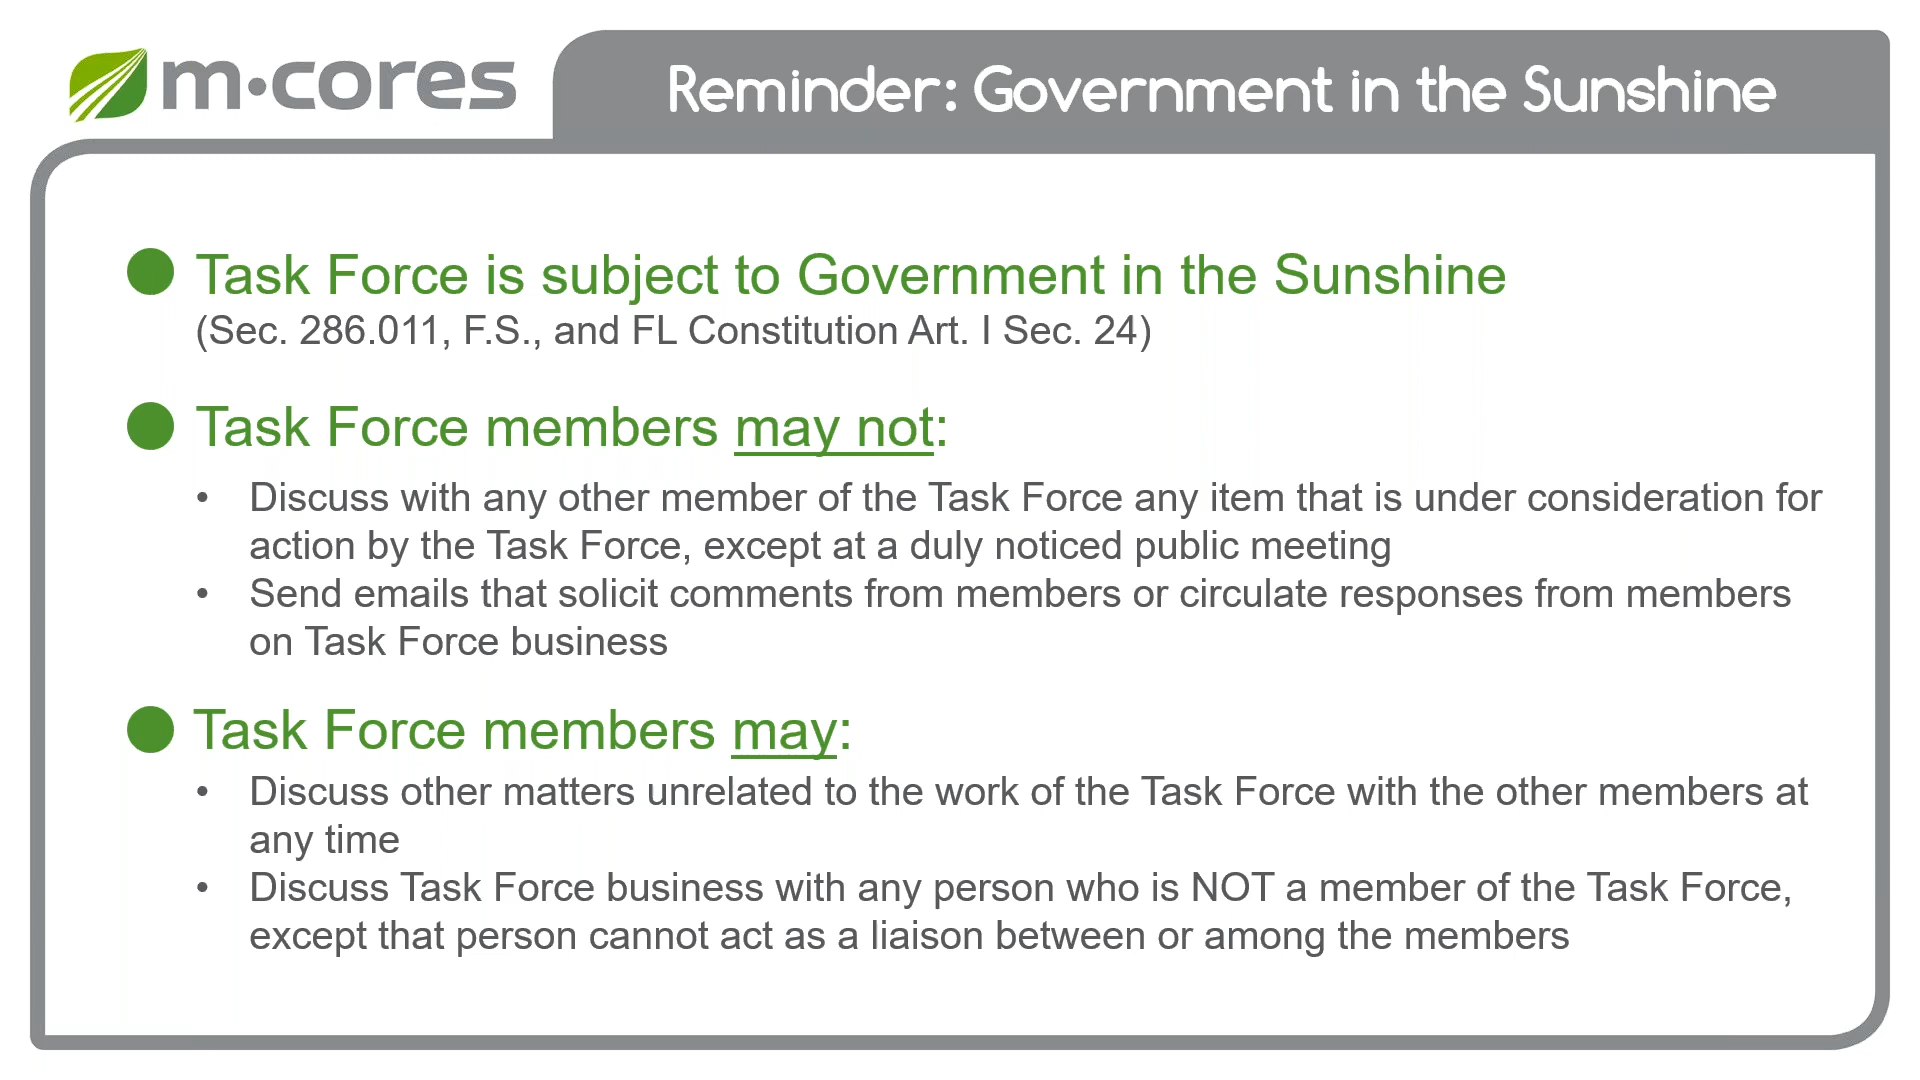 m•cores
Reminder: Government in the Sunshine
Task Force is subject to Government in the Sunshine
(Sec. 286.011, F.S., and FL Constitution Art. I Sec. 24)
Task Force members may not:
• Discuss with any other member of the Task Force any item that is under consideration for
action by the Task Force, except at a duly noticed public meeting
• Send emails that solicit comments from members or circulate responses from members
on Task Force business
Task Force members may:
• Discuss other matters unrelated to the work of the Task Force with the other members at
any time
• Discuss Task Force business with any person who is NOT a member of the Task Force,
except that person cannot act as a liaison between or among the members